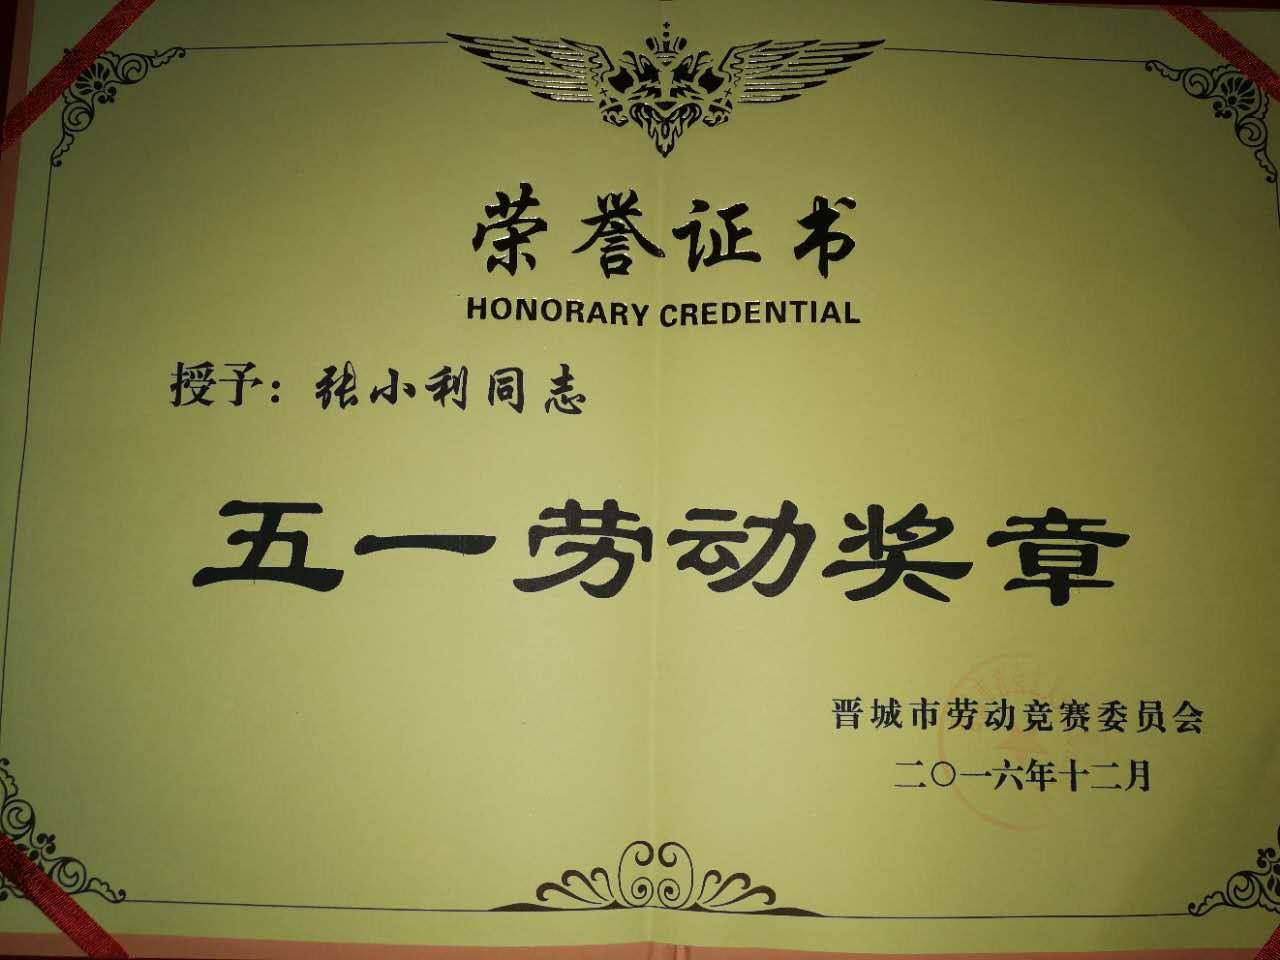 荣誉证书
HONORARY CREDENTIAL
授予：张小利同志
五一劳动奖章
晋城市劳动竞赛委员会
二〇一六年十二月